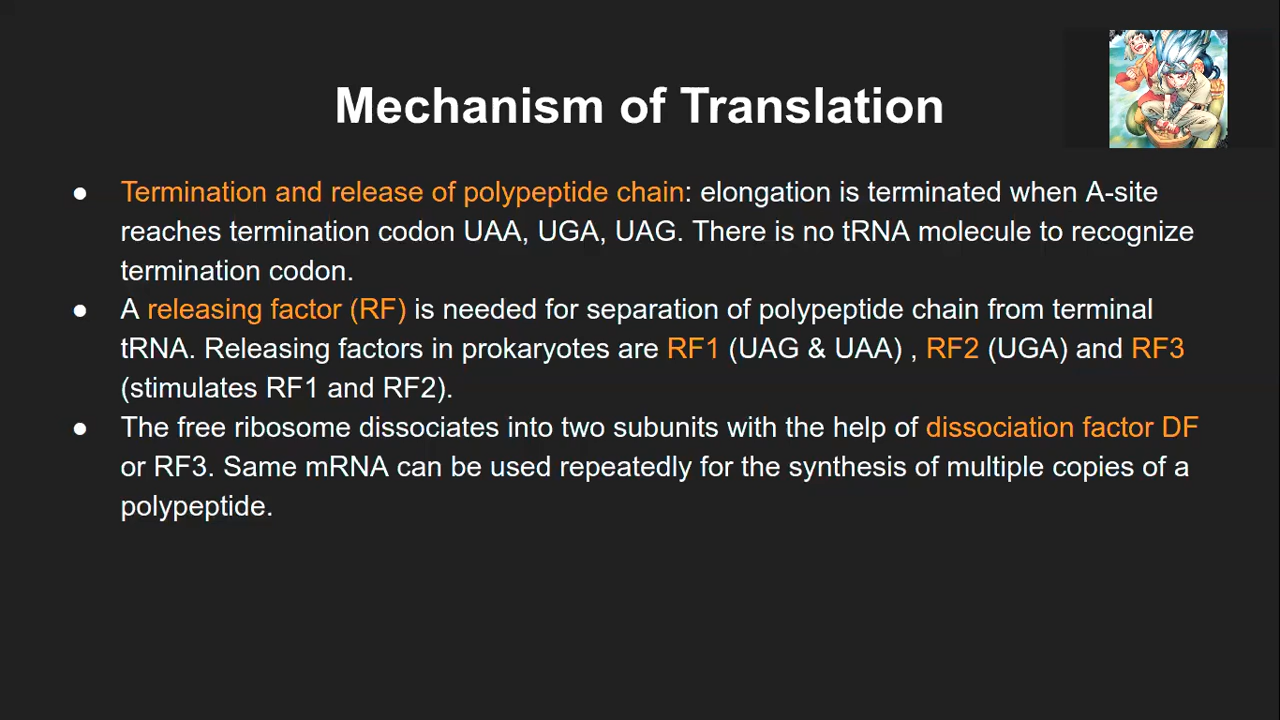 Mechanism of Translation
● Termination and release of polypeptide chain: elongation is terminated when A-site
reaches termination codon UAA, UGA, UAG. There is no tRNA molecule to recognize
termination codon.
● A releasing factor (RF) is needed for separation of polypeptide chain from terminal
tRNA. Releasing factors in prokaryotes are RF1 (UAG & UAA) , RF2 (UGA) and RF3
(stimulates RF1 and RF2).
● The free ribosome dissociates into two subunits with the help of dissociation factor DF
or RF3. Same mRNA can be used repeatedly for the synthesis of multiple copies of a
polypeptide.